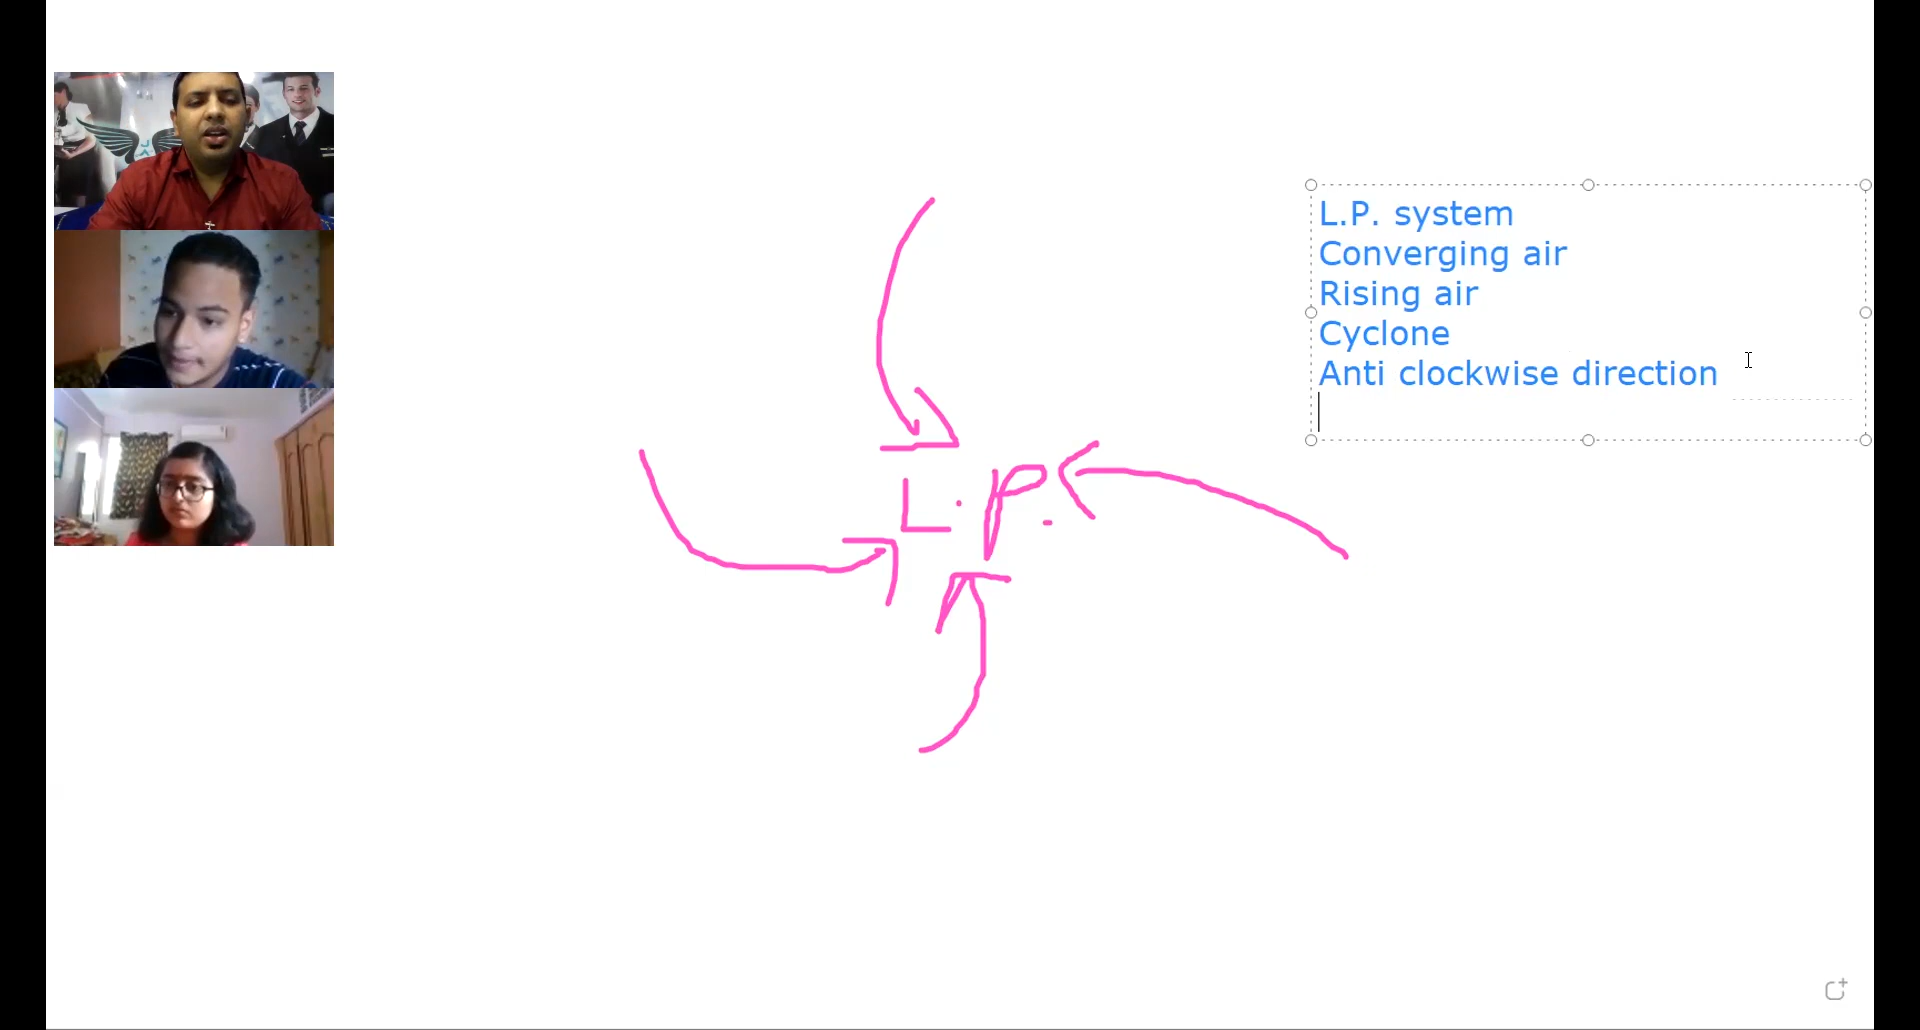 L.P. system
Converging air
Rising air
Cyclone
Anti clockwise direction
L.P.